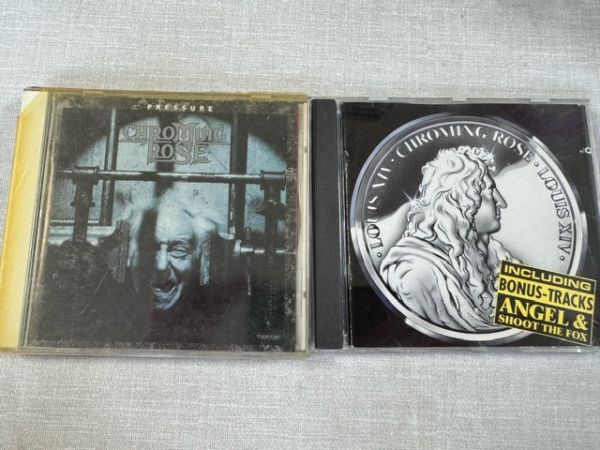 PRESSURE
CHROMING
ROSE
· LOUIS XIV · CHROMING ROSE · LOUIS XIV ·
INCLUDING
BONUS-TRACKS
ANGEL &
SHOOT THE FOX